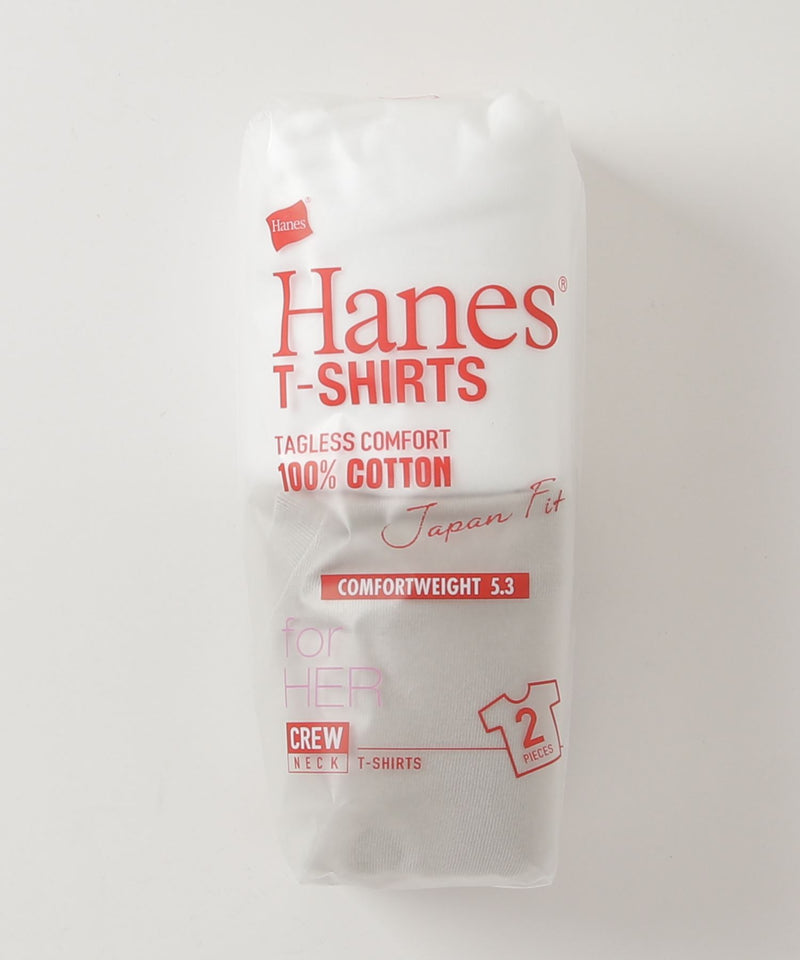 Hanes®
Hanes®
T-SHIRTS
TAGLESS COMFORT
100% COTTON
Japan Fit
COMFORTWEIGHT 5.3
for
HER
2
PIECES
CREW
NECK
T-SHIRTS